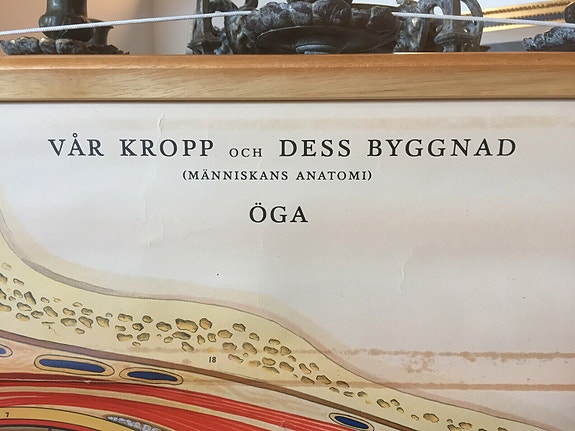 VÅR KROPP OCH DESS BYGGNAD
(MÄNNISKANS ANATOMI)
ÖGA
18
7